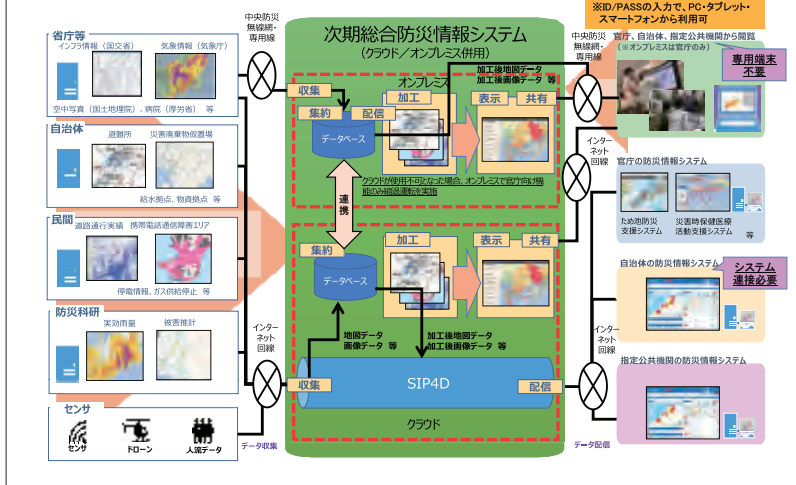 ※ID/PASSの入力で、PC・タブレット・
スマートフォンから利用可
次期総合防災情報システム
(クラウド/オンプレミス併用)
省庁等
インフラ情報(国交省)
気象情報(気象庁)
空中写真(国土地理院)、病院(厚労省) 等
自治体
避難所
災害廃棄物仮置場
給水拠点、物資拠点 等
民間
道路通行実績
携帯電話通信障害エリア
停電情報、ガス供給停止 等
防災科研
実効雨量
被害推計
センサ
センサ
ドローン
人流データ
中央防災
無線網・
専用線
インター
ネット
回線
データ収集
オンプレミス
加工後地図データ
加工後画像データ 等
収集
集約
配信
加工
表示
共有
データベース
クラウドが使用不可となった場合、オンプレミスで官庁向け機
能のみ縮退運転を実施
連携
集約
加工
表示
共有
データベース
地図データ
画像データ 等
加工後地図データ
加工後画像データ 等
収集
SIP4D
配信
クラウド
中央防災
無線網・
専用線
官庁、自治体、指定公共機関から閲覧
(※オンプレミスは官庁のみ)
専用端末
不要
インター
ネット
回線
官庁の防災情報システム
ため池防災
支援システム
災害時保健医療
活動支援システム
等
自治体の防災情報システム
システム
連接必要
インター
ネット
回線
指定公共機関の防災情報システム
データ配信